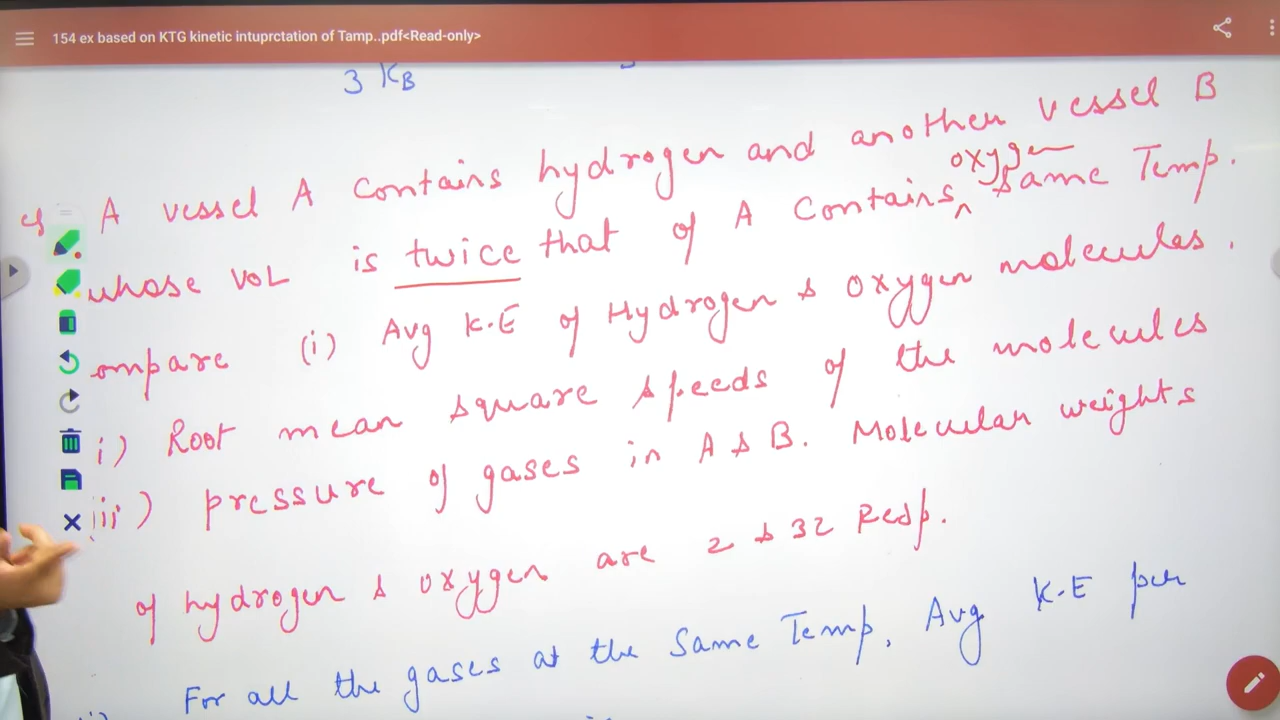 154 ex based on KTG kinetic intuprctation of Tamp..pdf<Read-only>
3 KB
eg A vessel A contains hydrogen and another vessel B
whose VOL is twice that of A contains oxygen same Temp.
ompare (i) Avg K.E of Hydrogen & oxygen molecules.
i) Root mean square speeds of the molecules
iii) pressure of gases in A & B. Molecular weights
of hydrogen & oxygen are 2 & 32 Resp.
For all the gases at the same Temp, Avg K.E per